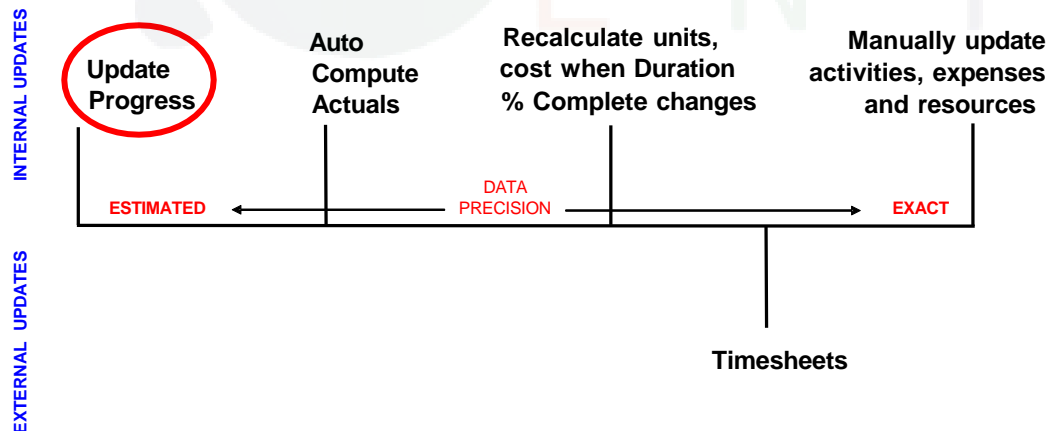 INTERNAL UPDATES
Update
Progress
Auto
Compute
Actuals
Recalculate units,
cost when Duration
% Complete changes
Manually update
activities, expenses
and resources
ESTIMATED
DATA
PRECISION
EXACT
EXTERNAL UPDATES
Timesheets